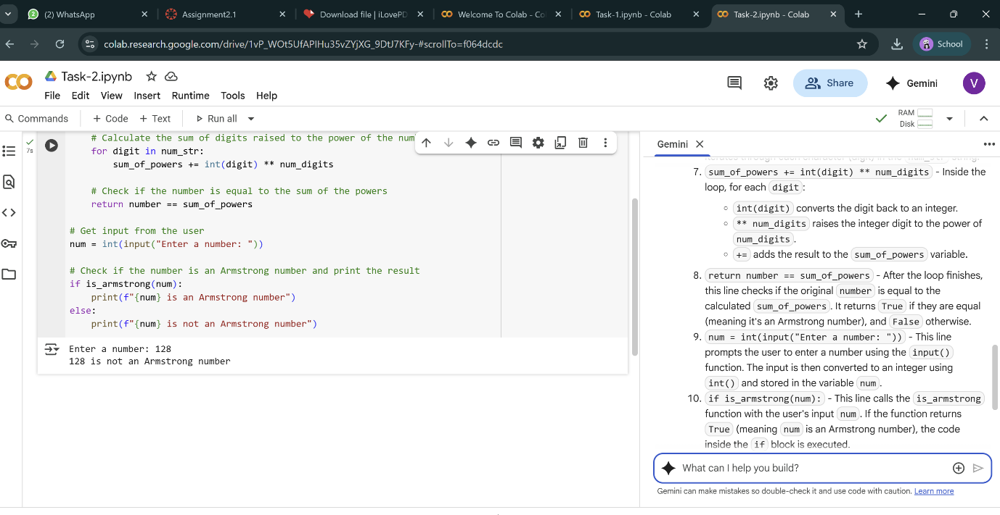 (2) WhatsApp
Assignment2.1
Download file | iLovePD
Welcome To Colab - Co
Task-1.ipynb - Colab
Task-2.ipynb - Colab
colab.research.google.com/drive/1vP_WOt5UfAPIHu35vZYjXG_9DtJ7KFy-#scrollTo=f064dcdc
School
CO
Task-2.ipynb
File Edit View Insert Runtime Tools Help
Share
Gemini
V
Commands + Code + Text Run all
RAM
Disk
7s
# Calculate the sum of digits raised to the power of the num
for digit in num_str:
sum_of_powers += int(digit) ** num_digits
# Check if the number is equal to the sum of the powers
return number == sum_of_powers
# Get input from the user
num = int(input("Enter a number: "))
# Check if the number is an Armstrong number and print the result
if is_armstrong(num):
print(f"{num} is an Armstrong number")
else:
print(f"{num} is not an Armstrong number")
Enter a number: 128
128 is not an Armstrong number
Gemini
7. sum_of_powers += int(digit) ** num_digits - Inside the
loop, for each digit:
int(digit) converts the digit back to an integer.
** num_digits raises the integer digit to the power of
num_digits.
+= adds the result to the sum_of_powers variable.
8. return number == sum_of_powers - After the loop finishes,
this line checks if the original number is equal to the
calculated sum_of_powers. It returns True if they are equal
(meaning it's an Armstrong number), and False otherwise.
9. num = int(input("Enter a number: ")) - This line
prompts the user to enter a number using the input()
function. The input is then converted to an integer using
int() and stored in the variable num.
10. if is_armstrong(num): - This line calls the is_armstrong
function with the user's input num. If the function returns
True (meaning num is an Armstrong number), the code
inside the if block is executed.
What can I help you build?
Gemini can make mistakes so double-check it and use code with caution. Learn more